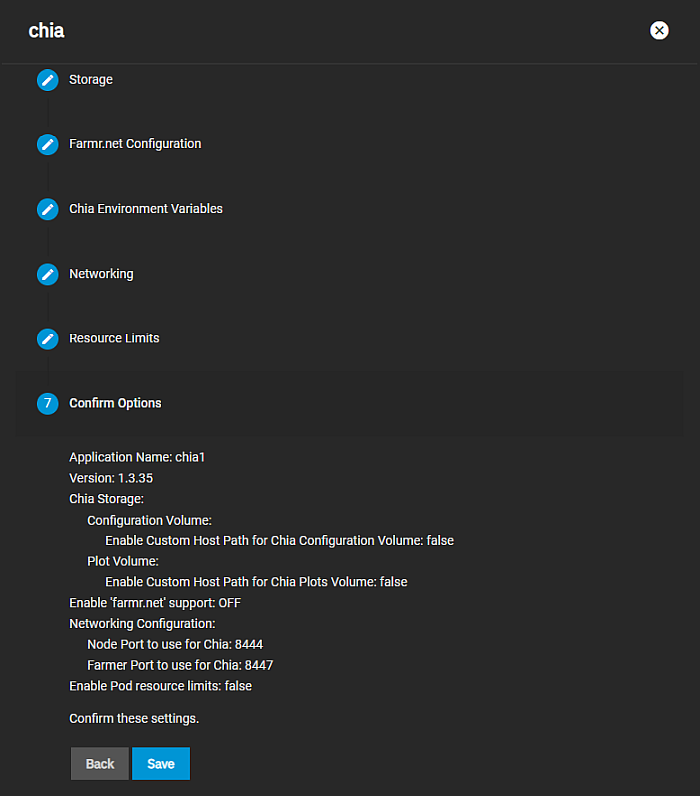 chia
Storage
Farmr.net Configuration
Chia Environment Variables
Networking
Resource Limits
7 Confirm Options
Application Name: chia1
Version: 1.3.35
Chia Storage:
Configuration Volume:
Enable Custom Host Path for Chia Configuration Volume: false
Plot Volume:
Enable Custom Host Path for Chia Plots Volume: false
Enable 'farmr.net' support: OFF
Networking Configuration:
Node Port to use for Chia: 8444
Farmer Port to use for Chia: 8447
Enable Pod resource limits: false
Confirm these settings.
Back Save